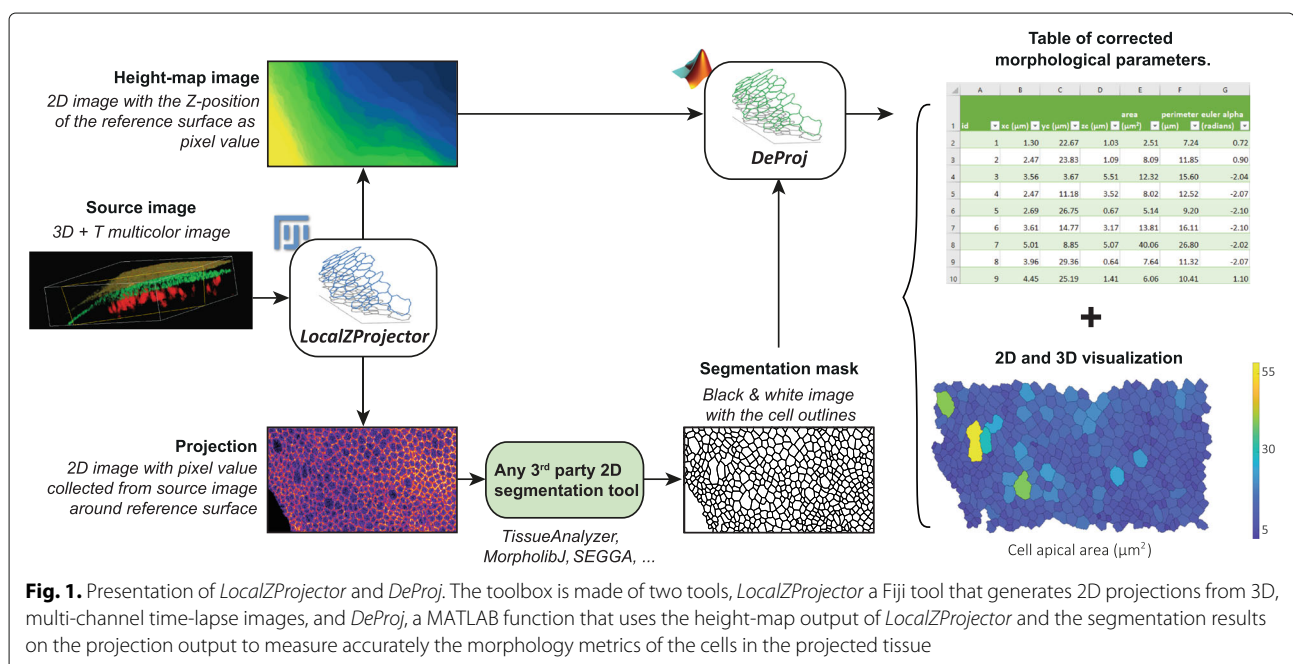 Height-map image
2D image with the Z-position
of the reference surface as
pixel value
Source image
3D + T multicolor image
LocalZProjector
DeProj
Projection
2D image with pixel value
collected from source image
around reference surface
Any 3rd party 2D
segmentation tool
TissueAnalyzer,
MorpholibJ, SEGGA, ...
Segmentation mask
Black & white image
with the cell outlines
Table of corrected
morphological parameters.
A B C D E F G
area perimeter euler alpha
1 id xc (µm) yc (µm) zc (µm) (µm²) (µm) (radians)
2 1 1.30 22.67 1.03 2.51 7.24 0.72
3 2 2.47 23.83 1.09 8.09 11.85 0.90
4 3 3.56 3.67 5.51 12.32 15.60 -2.04
5 4 2.47 11.18 3.52 8.02 12.52 -2.07
6 5 2.69 26.75 0.67 5.14 9.20 -2.10
7 6 3.61 14.77 3.17 13.81 16.11 -2.10
8 7 5.01 8.85 5.07 40.06 26.80 -2.02
9 8 3.96 29.36 0.64 7.64 11.32 -2.07
10 9 4.45 25.19 1.41 6.06 10.41 1.10
+
2D and 3D visualization
55
30
5
Cell apical area (µm²)
Fig. 1. Presentation of LocalZProjector and DeProj. The toolbox is made of two tools, LocalZProjector a Fiji tool that generates 2D projections from 3D,
multi-channel time-lapse images, and DeProj, a MATLAB function that uses the height-map output of LocalZProjector and the segmentation results
on the projection output to measure accurately the morphology metrics of the cells in the projected tissue